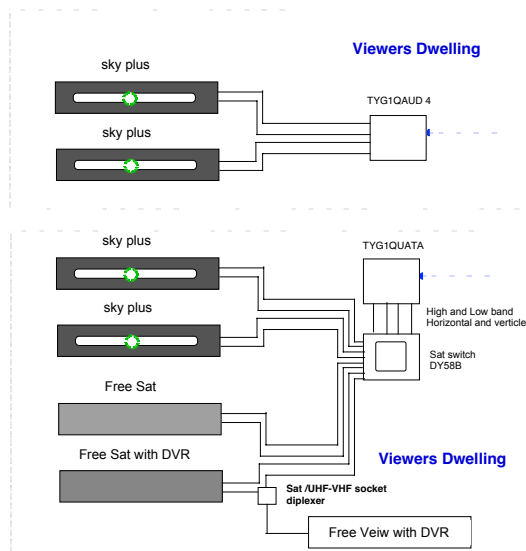 Viewers Dwelling
sky plus
TYG1QAUD 4
sky plus
sky plus
TYG1QUATA
High and Low band
Horizontal and verticle
sky plus
Sat switch
DY58B
Free Sat
Free Sat with DVR
Viewers Dwelling
Sat /UHF-VHF socket
diplexer
Free Veiw with DVR